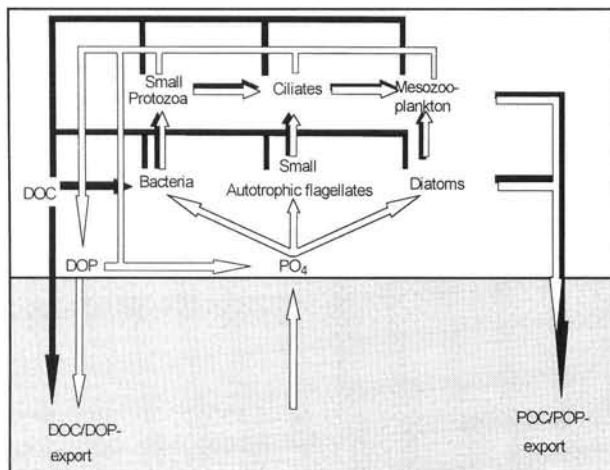 Small
Protozoa
Ciliates
Mesozoo-
plankton
Small
Bacteria
Autotrophic flagellates
Diatoms
DOC
DOP
PO₄
DOC/DOP-
export
POC/POP-
export